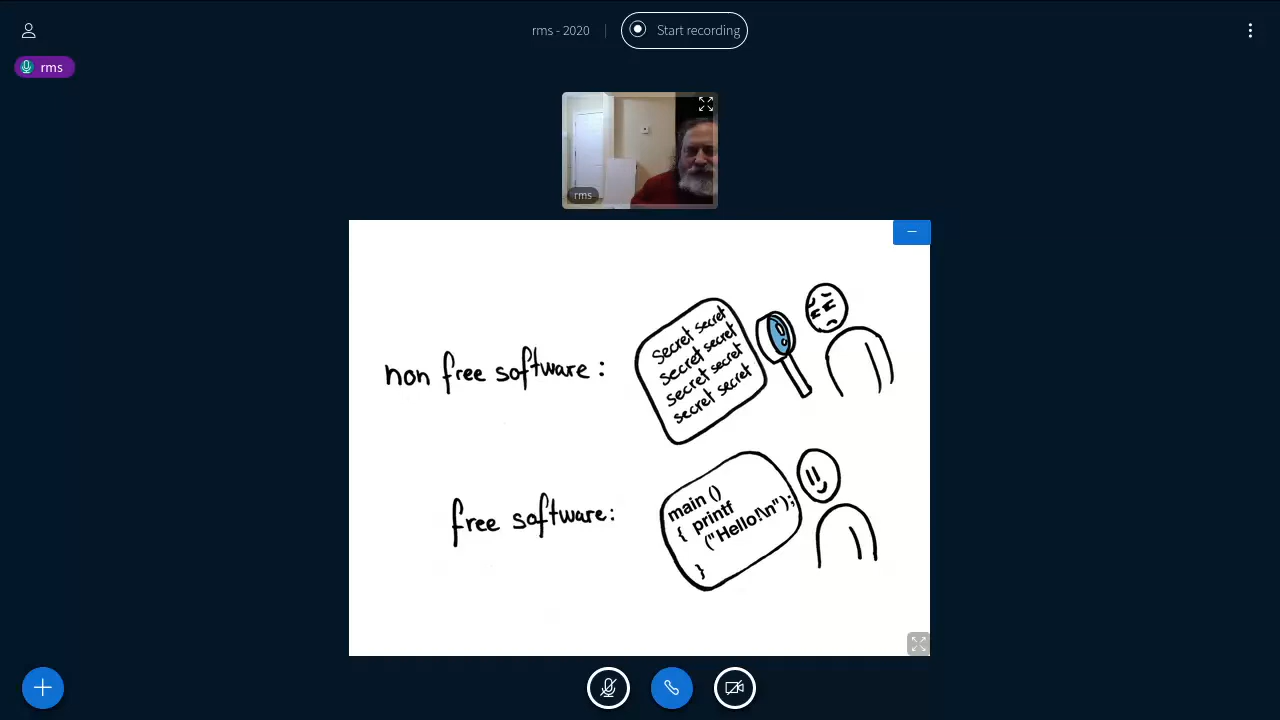 rms - 2020
Start recording
rms
rms
non free software:
Secret secret
secret secret
secret secret
secret secret
free software:
main ()
{ printf
("Hello!\n");
}